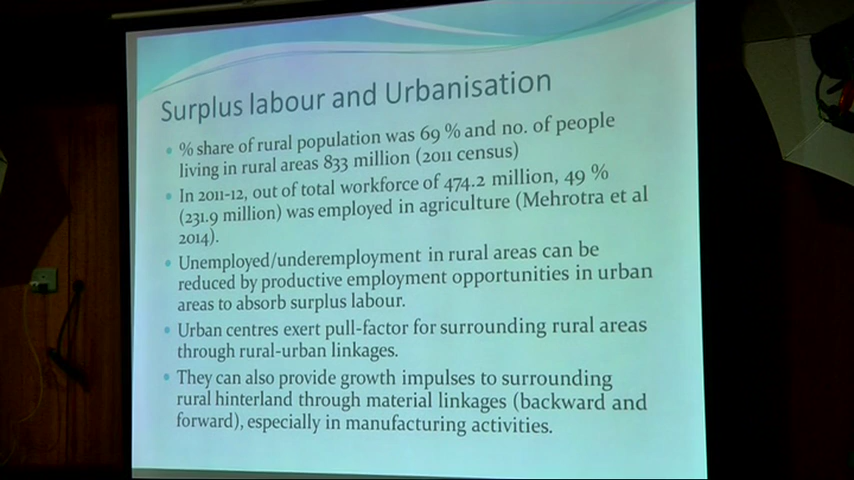 Surplus labour and Urbanisation
• % share of rural population was 69 % and no. of people
living in rural areas 833 million (2011 census)
• In 2011-12, out of total workforce of 474.2 million, 49 %
(231.9 million) was employed in agriculture (Mehrotra et al
2014).
• Unemployed/underemployment in rural areas can be
reduced by productive employment opportunities in urban
areas to absorb surplus labour.
• Urban centres exert pull-factor for surrounding rural areas
through rural-urban linkages.
• They can also provide growth impulses to surrounding
rural hinterland through material linkages (backward and
forward), especially in manufacturing activities.